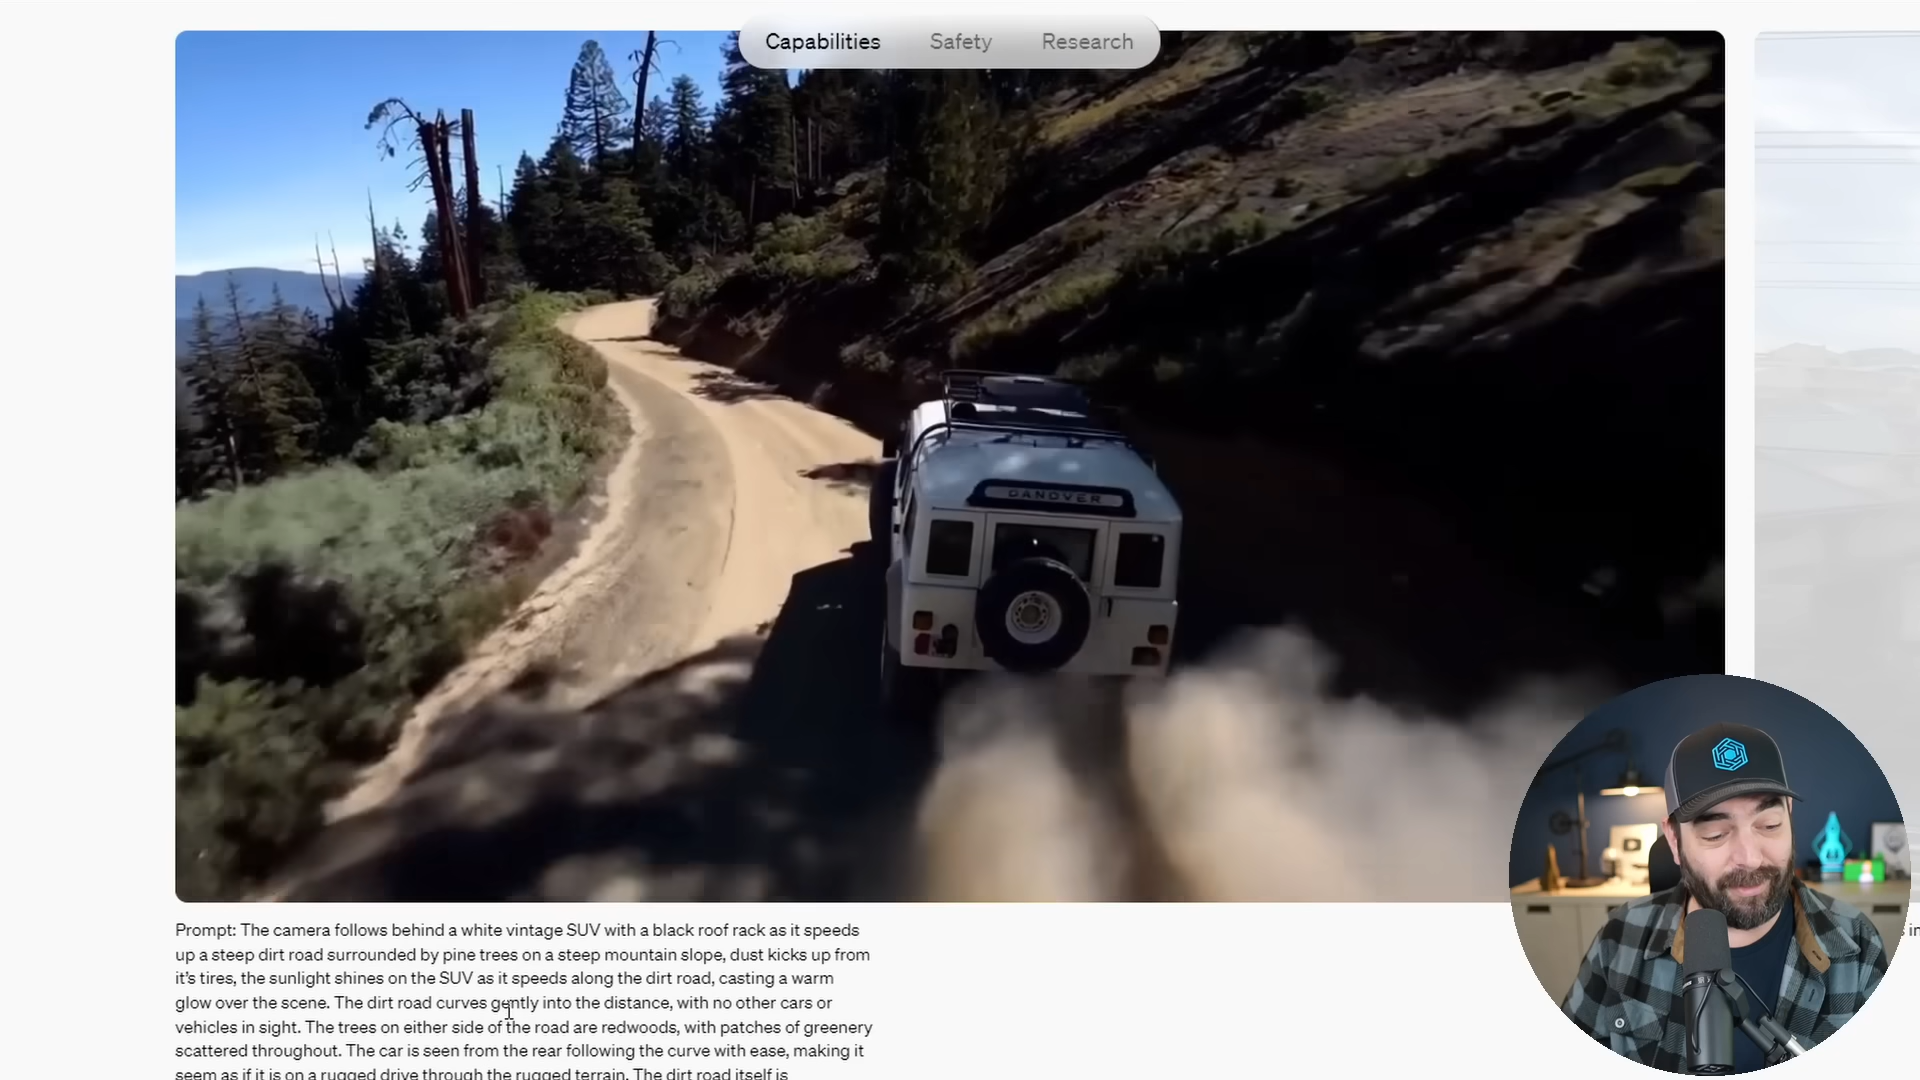 Capabilities
Safety
Research
DANOVER
Prompt: The camera follows behind a white vintage SUV with a black roof rack as it speeds
up a steep dirt road surrounded by pine trees on a steep mountain slope, dust kicks up from
it's tires, the sunlight shines on the SUV as it speeds along the dirt road, casting a warm
glow over the scene. The dirt road curves gently into the distance, with no other cars or
vehicles in sight. The trees on either side of the road are redwoods, with patches of greenery
scattered throughout. The car is seen from the rear following the curve with ease, making it
seem as if it is on a rugged drive through the rugged terrain. The dirt road itself is
in